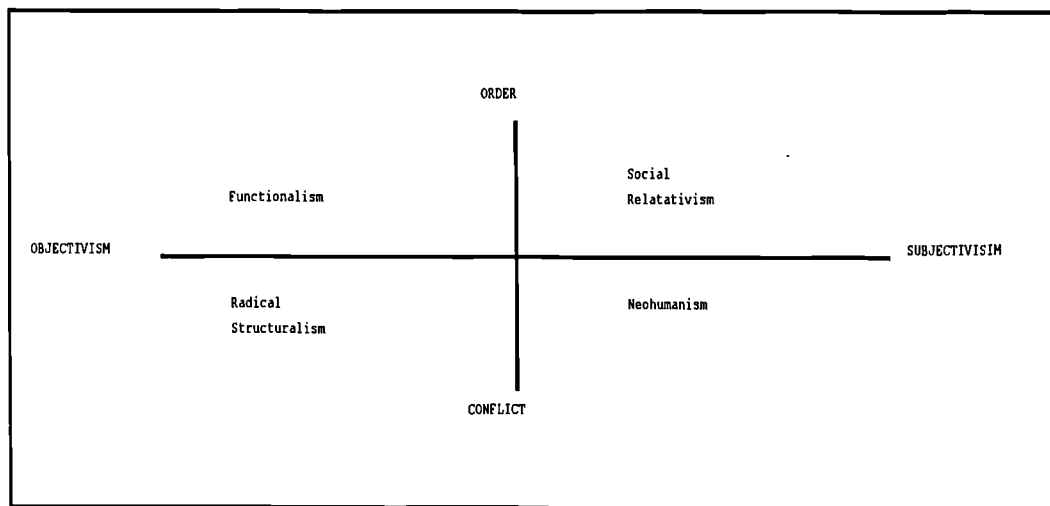 ORDER
Social
Functionalism
Relatativism
OBJECTIVISM
SUBJECTIVISIM
Radical
Neohumanism
Structuralism
CONFLICT